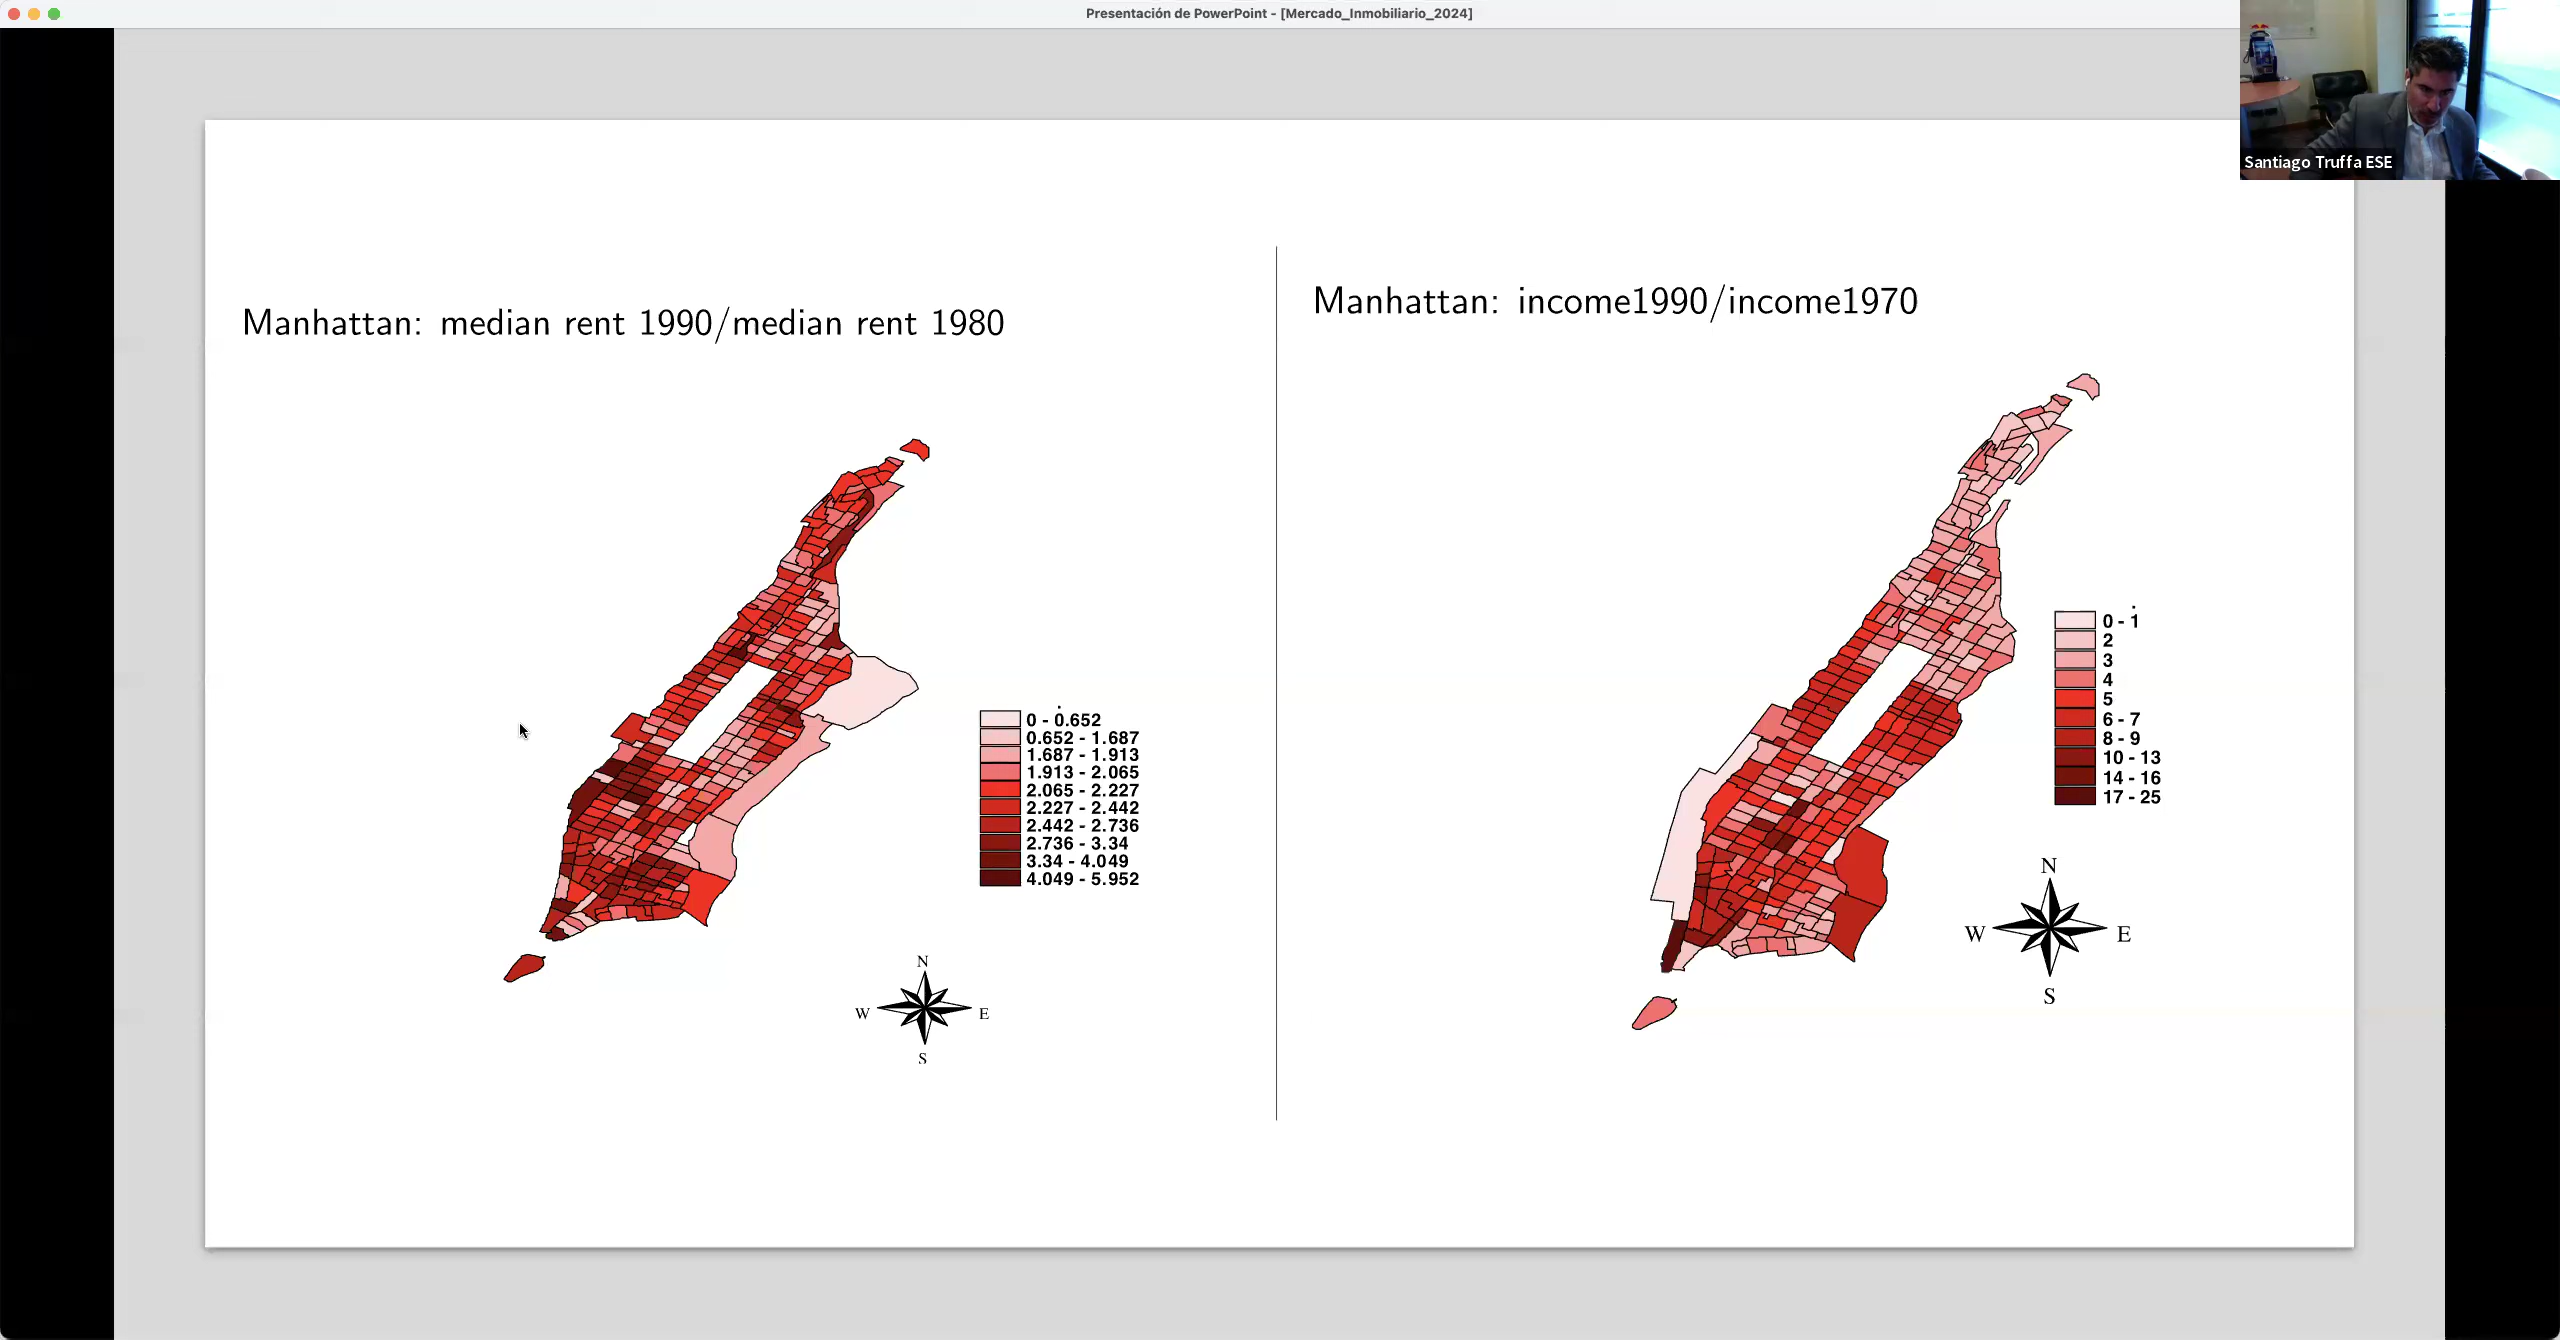 Presentación de PowerPoint - [Mercado_Inmobiliario_2024]
Santiago Truffa ESE
Manhattan: median rent 1990/median rent 1980
0 - 0.652
0.652 - 1.687
1.687 - 1.913
1.913 - 2.065
2.065 - 2.227
2.227 - 2.442
2.442 - 2.736
2.736 - 3.34
3.34 - 4.049
4.049 - 5.952
N
W E
S
Manhattan: income1990/income1970
0 - 1
2
3
4
5
6 - 7
8 - 9
10 - 13
14 - 16
17 - 25
N
W E
S